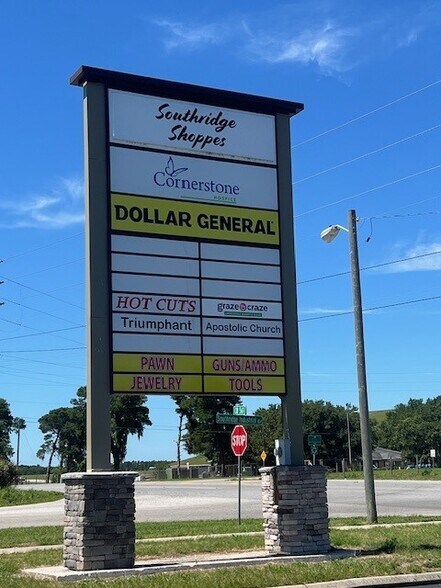 Southridge
Shoppes
Cornerstone
HOSPICE
DOLLAR GENERAL
HOT CUTS
graze n craze
Triumphant
Apostolic Church
PAWN
GUNS/AMMO
JEWELRY
TOOLS
STOP